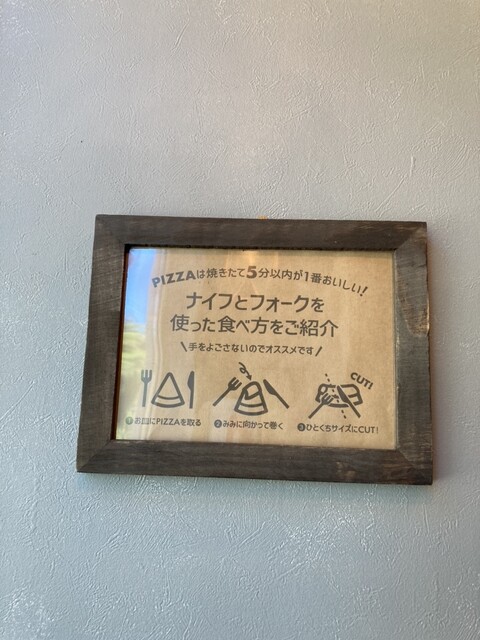 PIZZAは焼きたて5分以内が1番おいしい!
ナイフとフォークを
使った食べ方をご紹介
\手をよごさないのでオススメです/
CUT!
①お皿にPIZZAを取る ②みみに向かって巻く ③ひとくちサイズにCUT!